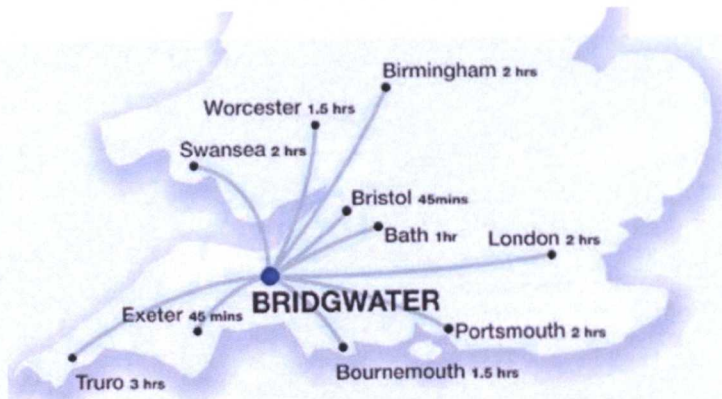 Birmingham 2 hrs
Worcester 1.5 hrs
Swansea 2 hrs
Bristol 45mins
Bath 1hr
London 2 hrs
BRIDGWATER
Exeter 45 mins
Portsmouth 2 hrs
Bournemouth 1.5 hrs
Truro 3 hrs